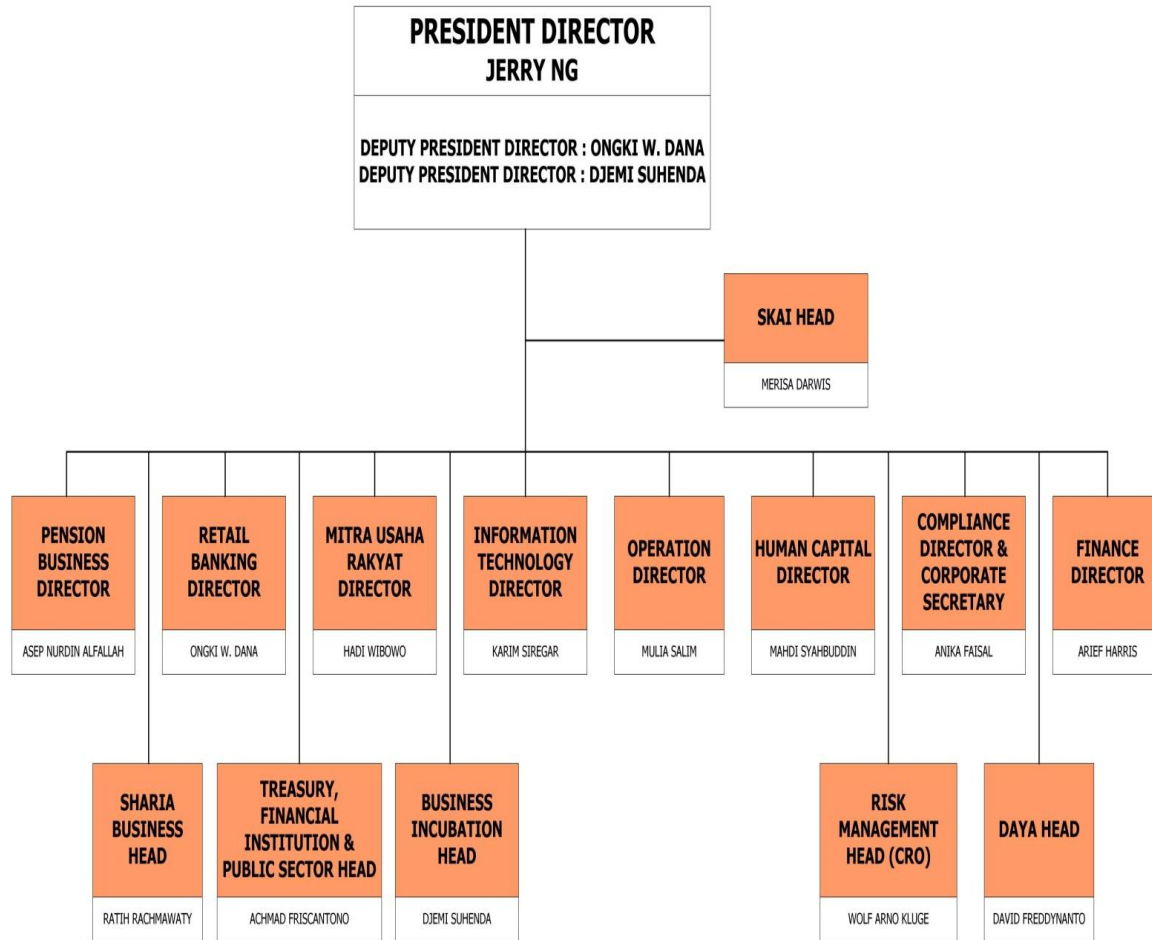 PRESIDENT DIRECTOR
JERRY NG
DEPUTY PRESIDENT DIRECTOR : ONGKI W. DANA
DEPUTY PRESIDENT DIRECTOR : DJEMI SUHENDA
SKAI HEAD
MERISA DARWIS
PENSION
BUSINESS
DIRECTOR
ASEP NURDIN ALFALLAH
RETAIL
BANKING
DIRECTOR
ONGKI W. DANA
MITRA USAHA
RAKYAT
DIRECTOR
HADI WIBOWO
INFORMATION
TECHNOLOGY
DIRECTOR
KARIM SIREGAR
OPERATION
DIRECTOR
MULIA SALIM
HUMAN CAPITAL
DIRECTOR
MAHDI SYAHBUDDIN
COMPLIANCE
DIRECTOR &
CORPORATE
SECRETARY
ANIKA FAISAL
FINANCE
DIRECTOR
ARIEF HARRIS
SHARIA
BUSINESS
HEAD
RATIH RACHMAWATY
TREASURY,
FINANCIAL
INSTITUTION &
PUBLIC SECTOR HEAD
ACHMAD FRISCANTONO
BUSINESS
INCUBATION
HEAD
DJEMI SUHENDA
RISK
MANAGEMENT
HEAD (CRO)
WOLF ARNO KLUGE
DAYA HEAD
DAVID FREDDYNANTO